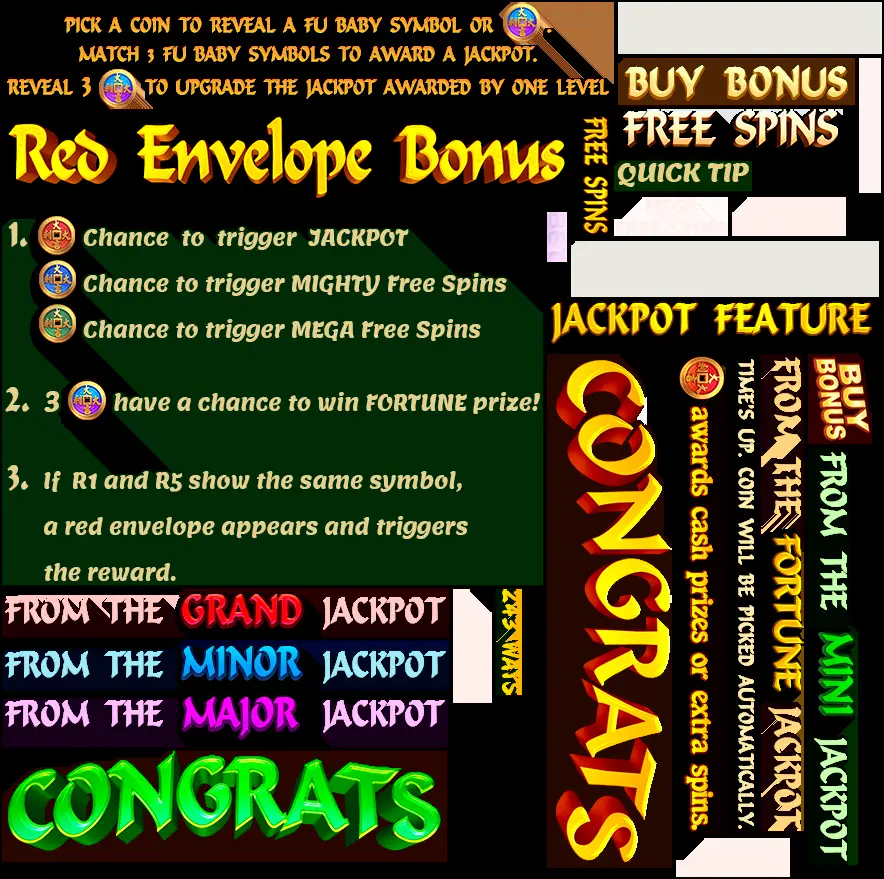 PICK A COIN TO REVEAL A FU BABY SYMBOL OR .
MATCH 3 FU BABY SYMBOLS TO AWARD A JACKPOT.
REVEAL 3 TO UPGRADE THE JACKPOT AWARDED BY ONE LEVEL
BUY BONUS
FREE SPINS
QUICK TIP
Red Envelope Bonus
FREE SPINS
1. Chance to trigger JACKPOT
Chance to trigger MIGHTY Free Spins
Chance to trigger MEGA Free Spins
2. 3 have a chance to win FORTUNE prize!
3. If R1 and R5 show the same symbol,
a red envelope appears and triggers
the reward.
JACKPOT FEATURE
CONGRATS
awards cash prizes or extra spins.
TIME'S UP. COIN WILL BE PICKED AUTOMATICALLY.
FROM THE FORTUNE JACKPOT
BUY
BONUS
FROM THE MINI JACKPOT
FROM THE GRAND JACKPOT
FROM THE MINOR JACKPOT
FROM THE MAJOR JACKPOT
243 WAYS
CONGRATS